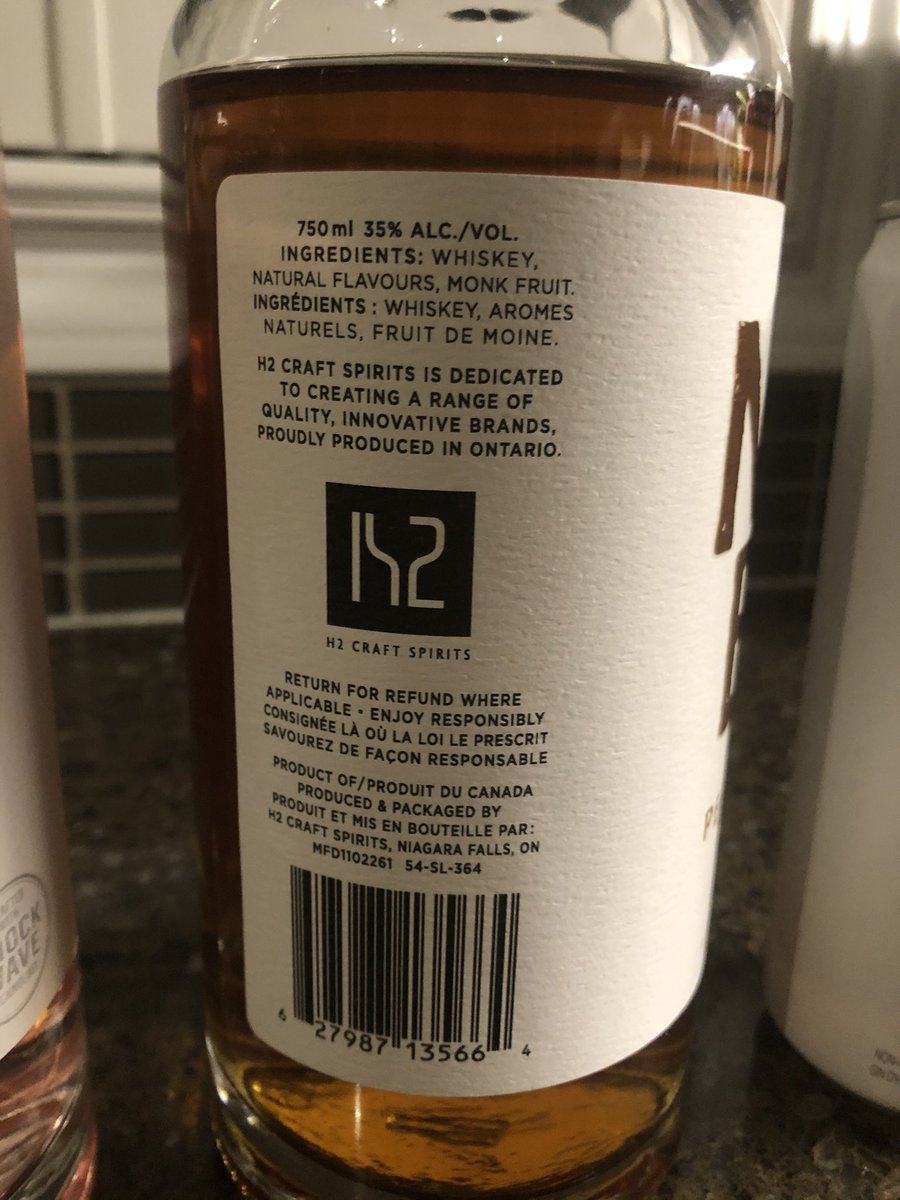 750ml 35% ALC./VOL.
INGREDIENTS: WHISKEY,
NATURAL FLAVOURS, MONK FRUIT.
INGRÉDIENTS : WHISKEY, AROMES
NATURELS, FRUIT DE MOINE.
H2 CRAFT SPIRITS IS DEDICATED
TO CREATING A RANGE OF
QUALITY, INNOVATIVE BRANDS,
PROUDLY PRODUCED IN ONTARIO.
H2
H2 CRAFT SPIRITS
RETURN FOR REFUND WHERE
APPLICABLE • ENJOY RESPONSIBLY
CONSIGNÉE LÀ OÙ LA LOI LE PRESCRIT
SAVOUREZ DE FAÇON RESPONSABLE
PRODUCT OF/PRODUIT DU CANADA
PRODUCED & PACKAGED BY
PRODUIT ET MIS EN BOUTEILLE PAR:
H2 CRAFT SPIRITS, NIAGARA FALLS, ON
MFD1102261 54-SL-364
6 27987 13566 4